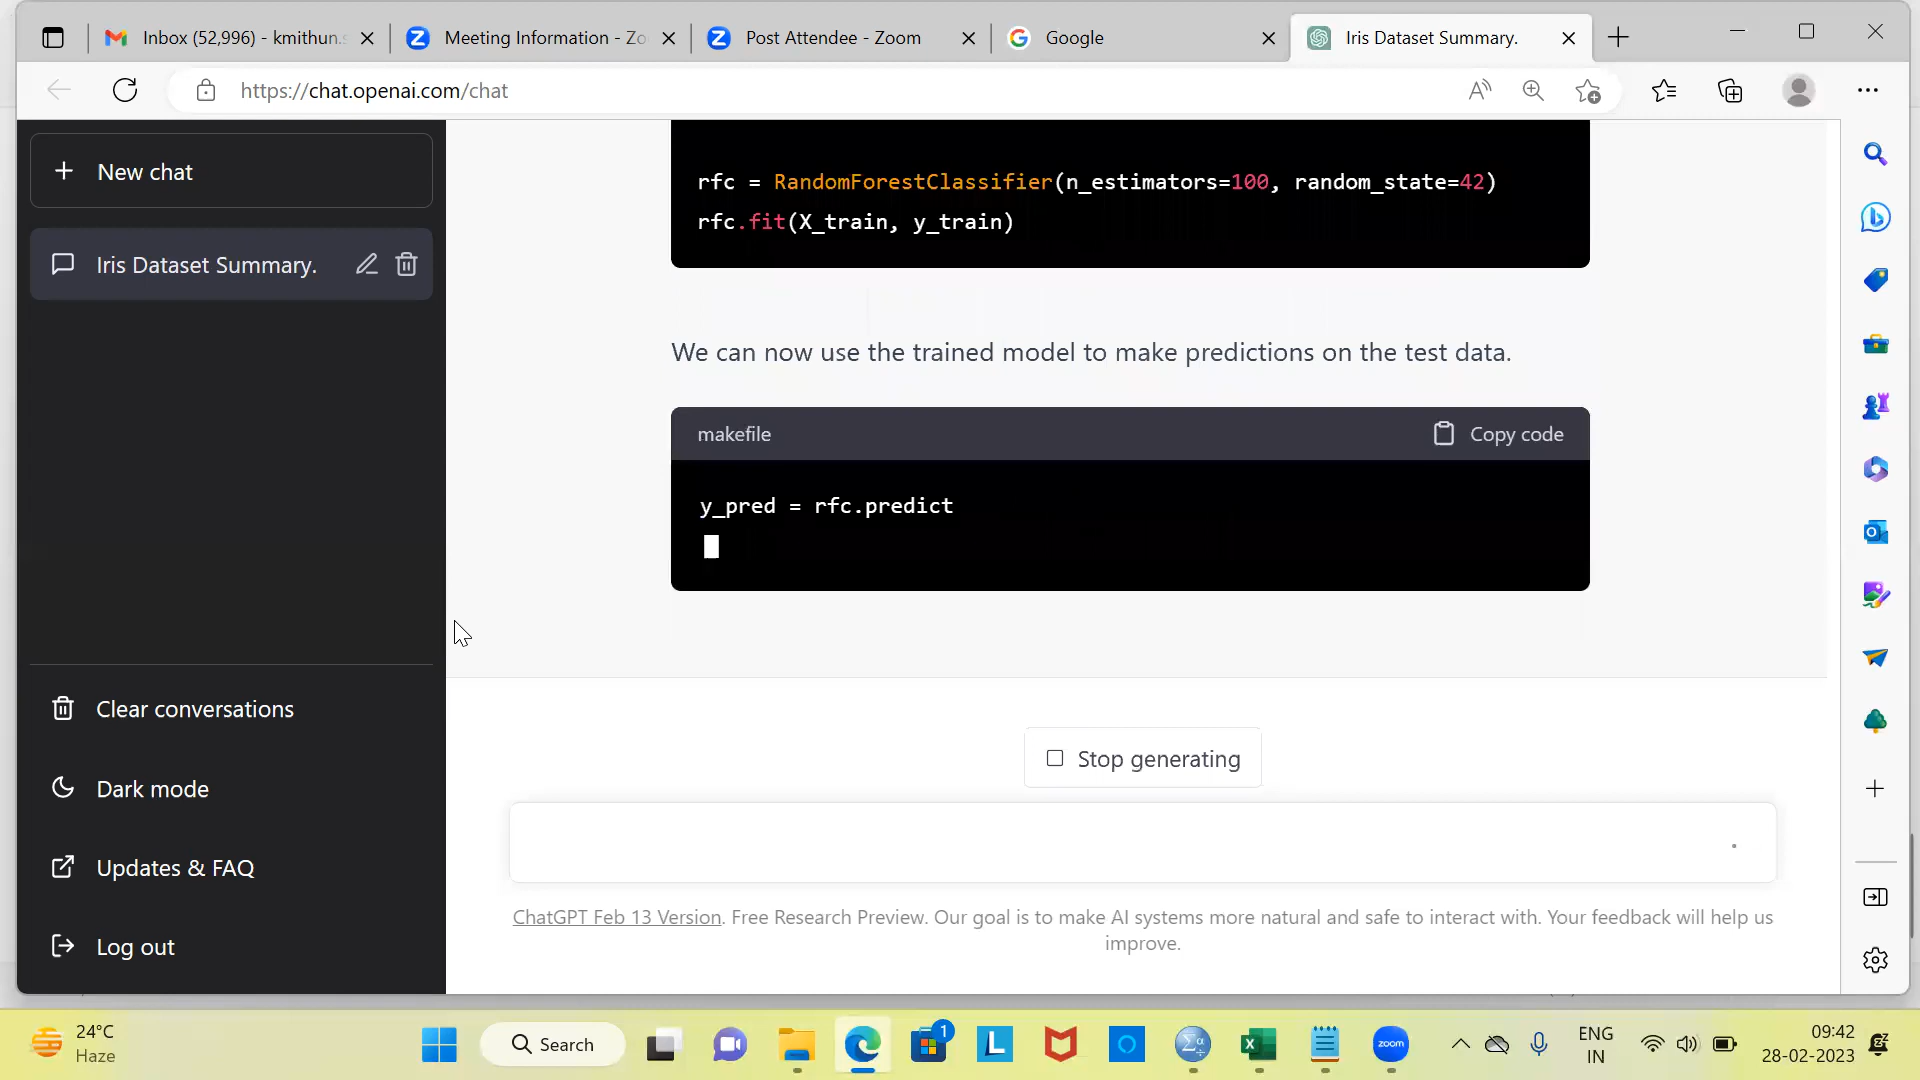 Inbox (52,996) - kmithun.s
Meeting Information - Zo
Post Attendee - Zoom
Google
Iris Dataset Summary.
https://chat.openai.com/chat
New chat
Iris Dataset Summary.
rfc = RandomForestClassifier(n_estimators=100, random_state=42)
rfc.fit(X_train, y_train)
We can now use the trained model to make predictions on the test data.
makefile
Copy code
y_pred = rfc.predict
Clear conversations
Dark mode
Updates & FAQ
Log out
Stop generating
ChatGPT Feb 13 Version. Free Research Preview. Our goal is to make AI systems more natural and safe to interact with. Your feedback will help us
improve.
24°C
Haze
Search
1
L
zoom
ENG
IN
09:42
28-02-2023